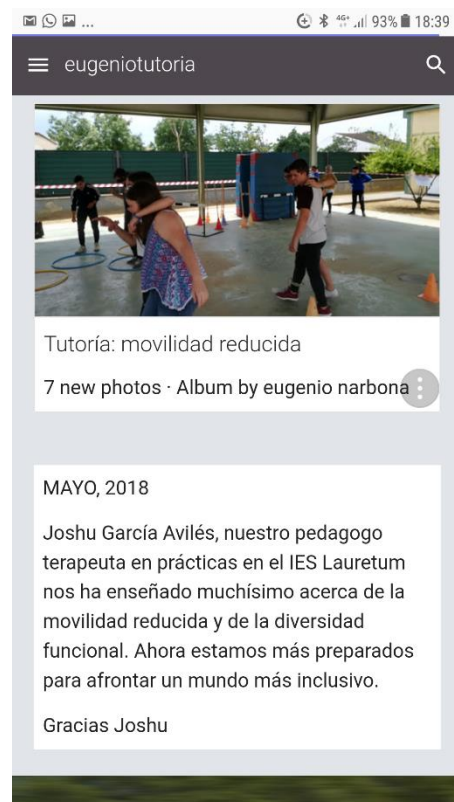 ... 4G+ 93% 18:39
eugeniotutoria
Tutoría: movilidad reducida
7 new photos · Album by eugenio narbona
MAYO, 2018
Joshu García Avilés, nuestro pedagogo
terapeuta en prácticas en el IES Lauretum
nos ha enseñado muchísimo acerca de la
movilidad reducida y de la diversidad
funcional. Ahora estamos más preparados
para afrontar un mundo más inclusivo.
Gracias Joshu